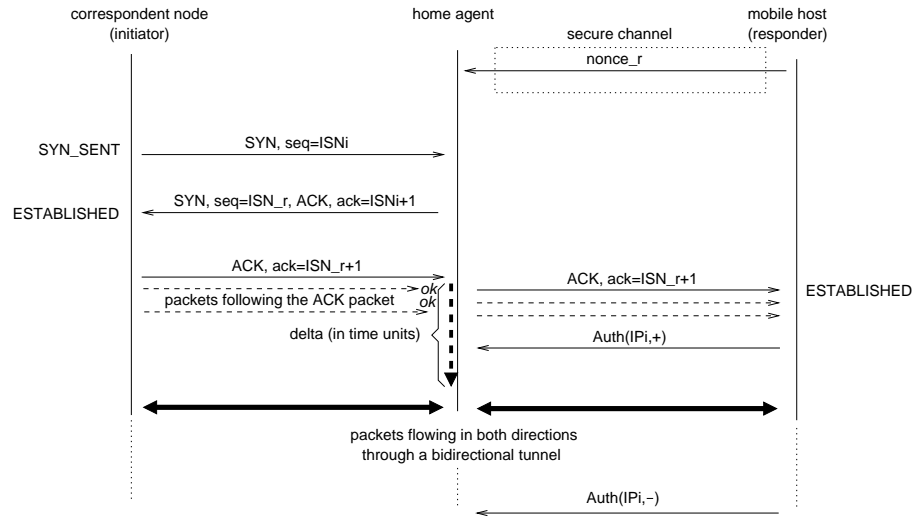 correspondent node
(initiator)
home agent
mobile host
(responder)
secure channel
nonce_r
SYN_SENT
SYN, seq=ISNi
ESTABLISHED
SYN, seq=ISN_r, ACK, ack=ISNi+1
ACK, ack=ISN_r+1
ok
packets following the ACK packet
ok
ACK, ack=ISN_r+1
ESTABLISHED
delta (in time units)
Auth(IPi,+)
packets flowing in both directions
through a bidirectional tunnel
Auth(IPi,−)